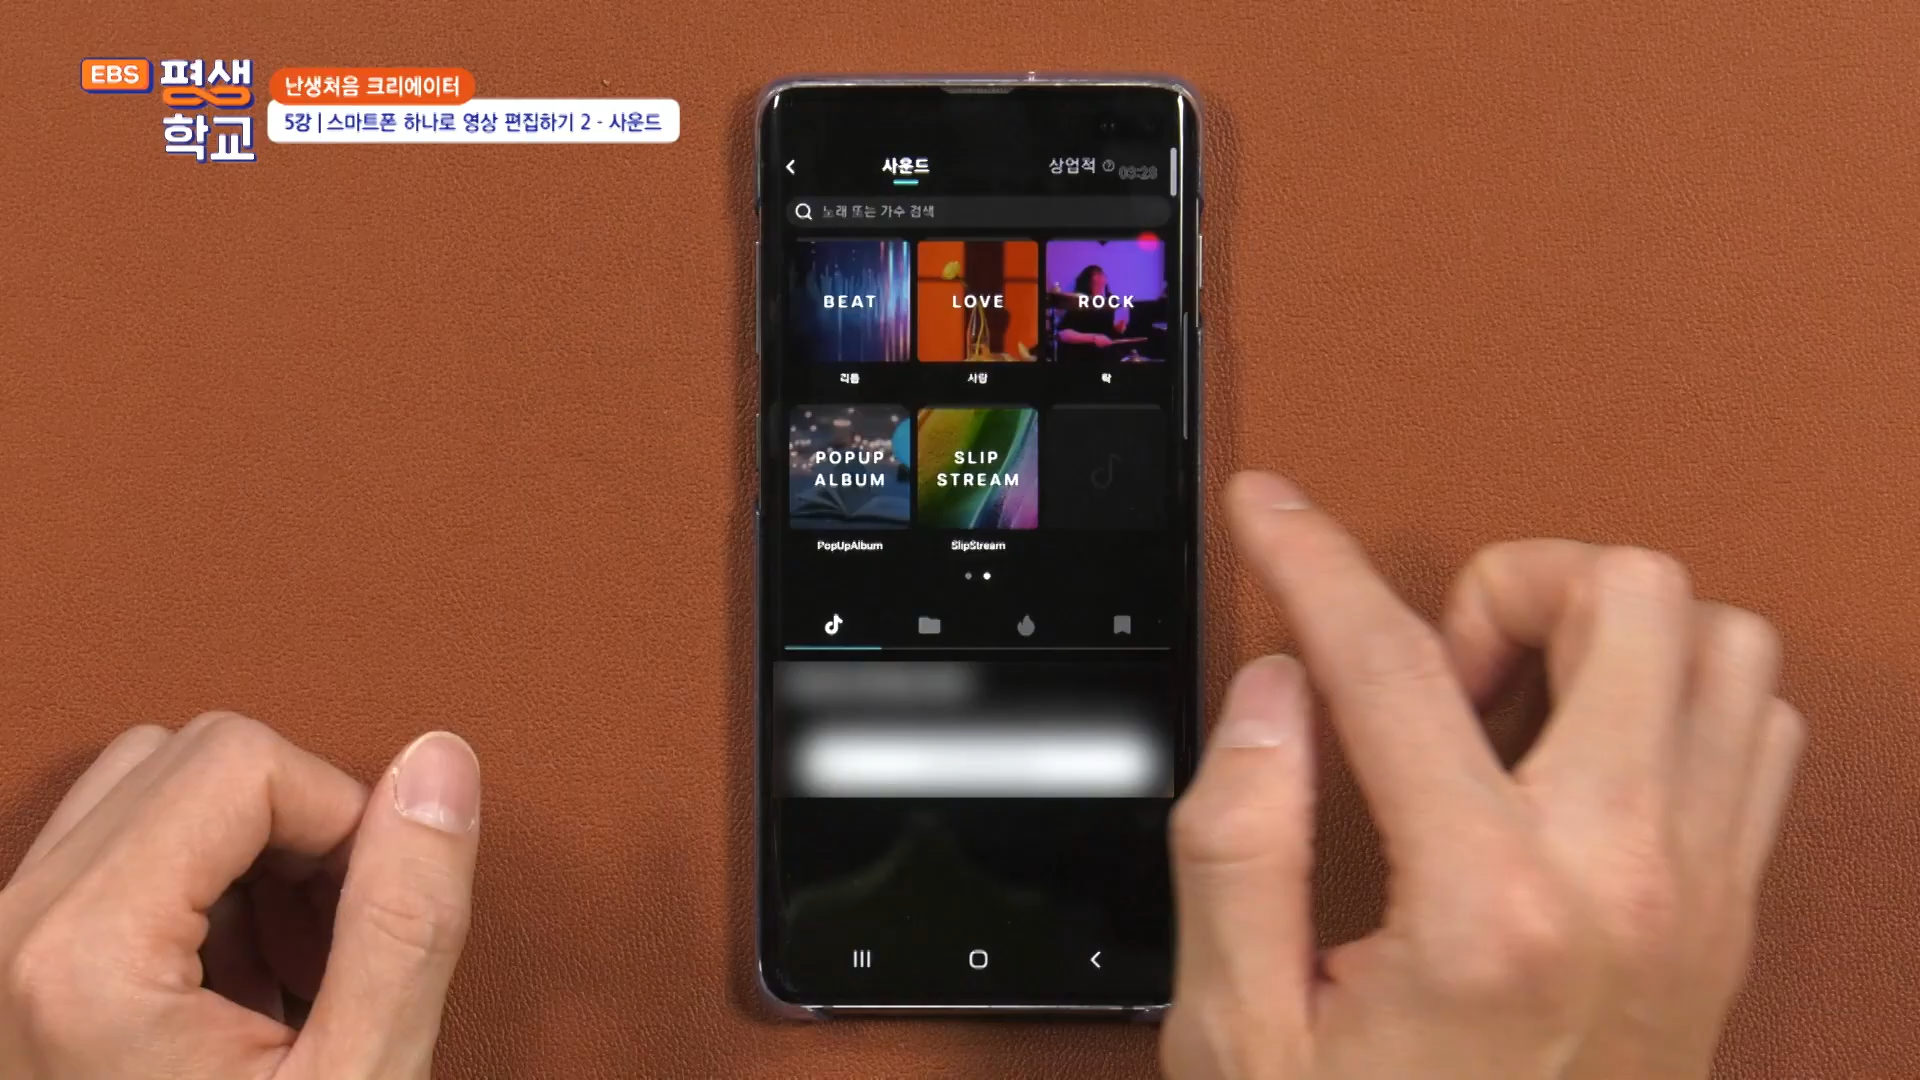 EBS 평생학교
난생처음 크리에이터
5강 | 스마트폰 하나로 영상 편집하기 2 - 사운드
사운드
상업적
03:28
노래 또는 가수 검색
BEAT
LOVE
ROCK
리듬
사랑
락
POPUP ALBUM
SLIP STREAM
PopUpAlbum
SlipStream